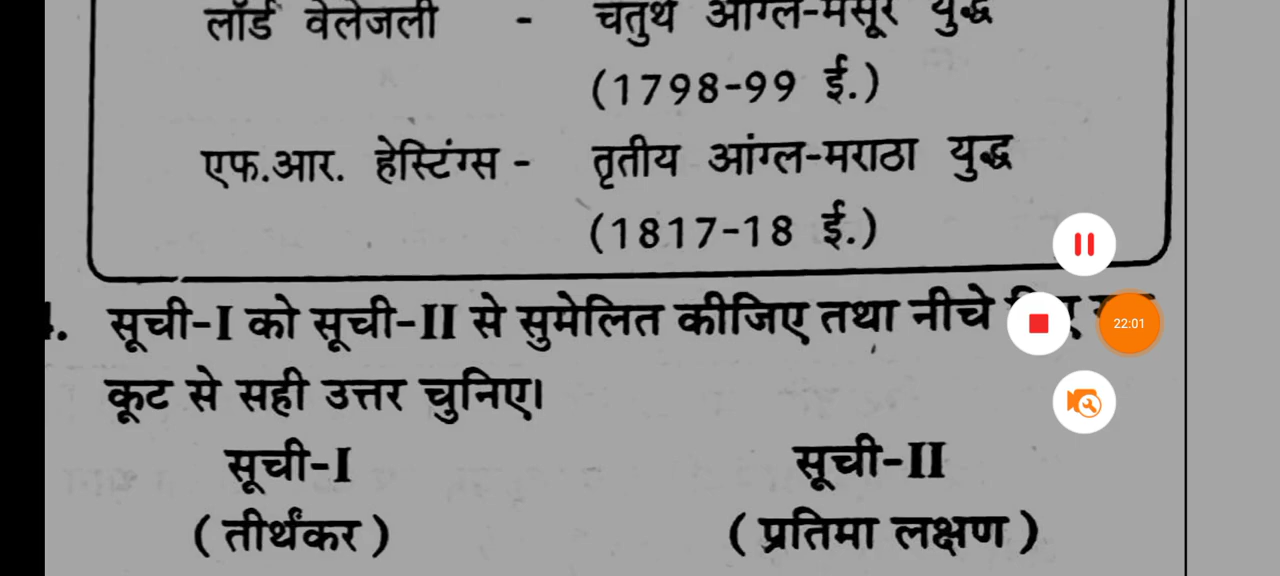 लॉर्ड वेलेजली - चतुर्थ आंग्ल-मैसूर युद्ध
(1798-99 ई.)
एफ.आर. हेस्टिंग्स - तृतीय आंग्ल-मराठा युद्ध
(1817-18 ई.)
4. सूची-I को सूची-II से सुमेलित कीजिए तथा नीचे
22:01
कूट से सही उत्तर चुनिए।
सूची-I सूची-II
(तीर्थंकर) (प्रतिमा लक्षण)